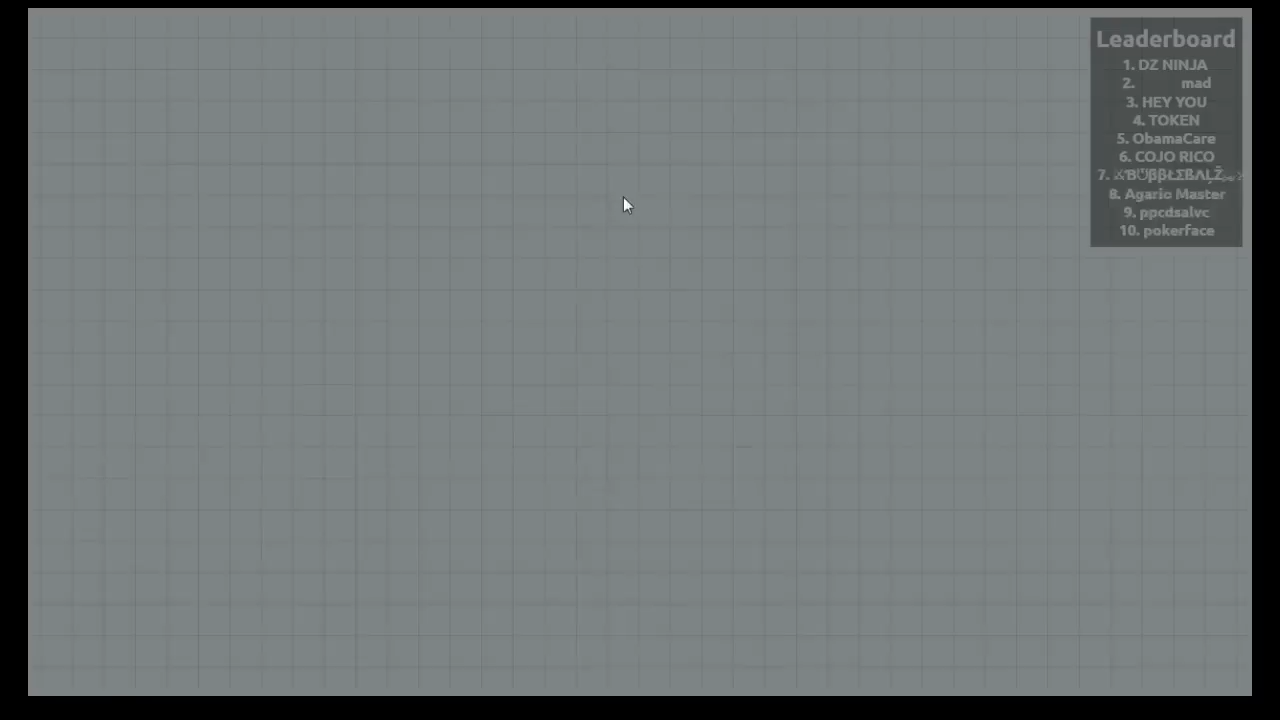 Leaderboard
1. DZ NINJA
2. mad
3. HEY YOU
4. TOKEN
5. ObamaCare
6. COJO RICO
7.
8. Agario Master
9. ppcdsalvc
10. pokerface